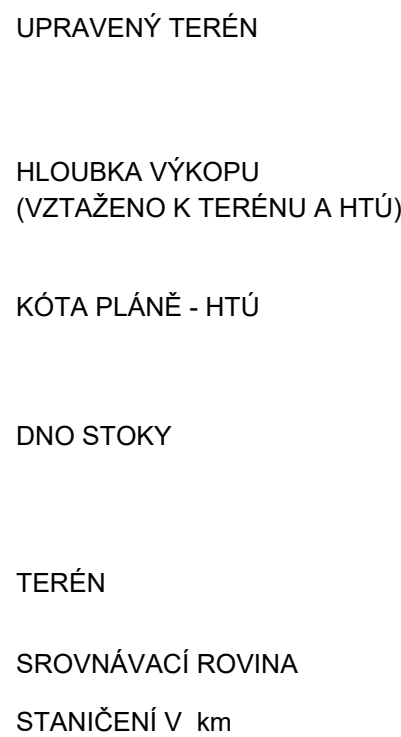 UPRAVENÝ TERÉN
HLOUBKA VÝKOPU
(VZTAŽENO K TERÉNU A HTÚ)
KÓTA PLÁNĚ - HTÚ
DNO STOKY
TERÉN
SROVNÁVACÍ ROVINA
STANIČENÍ V  km